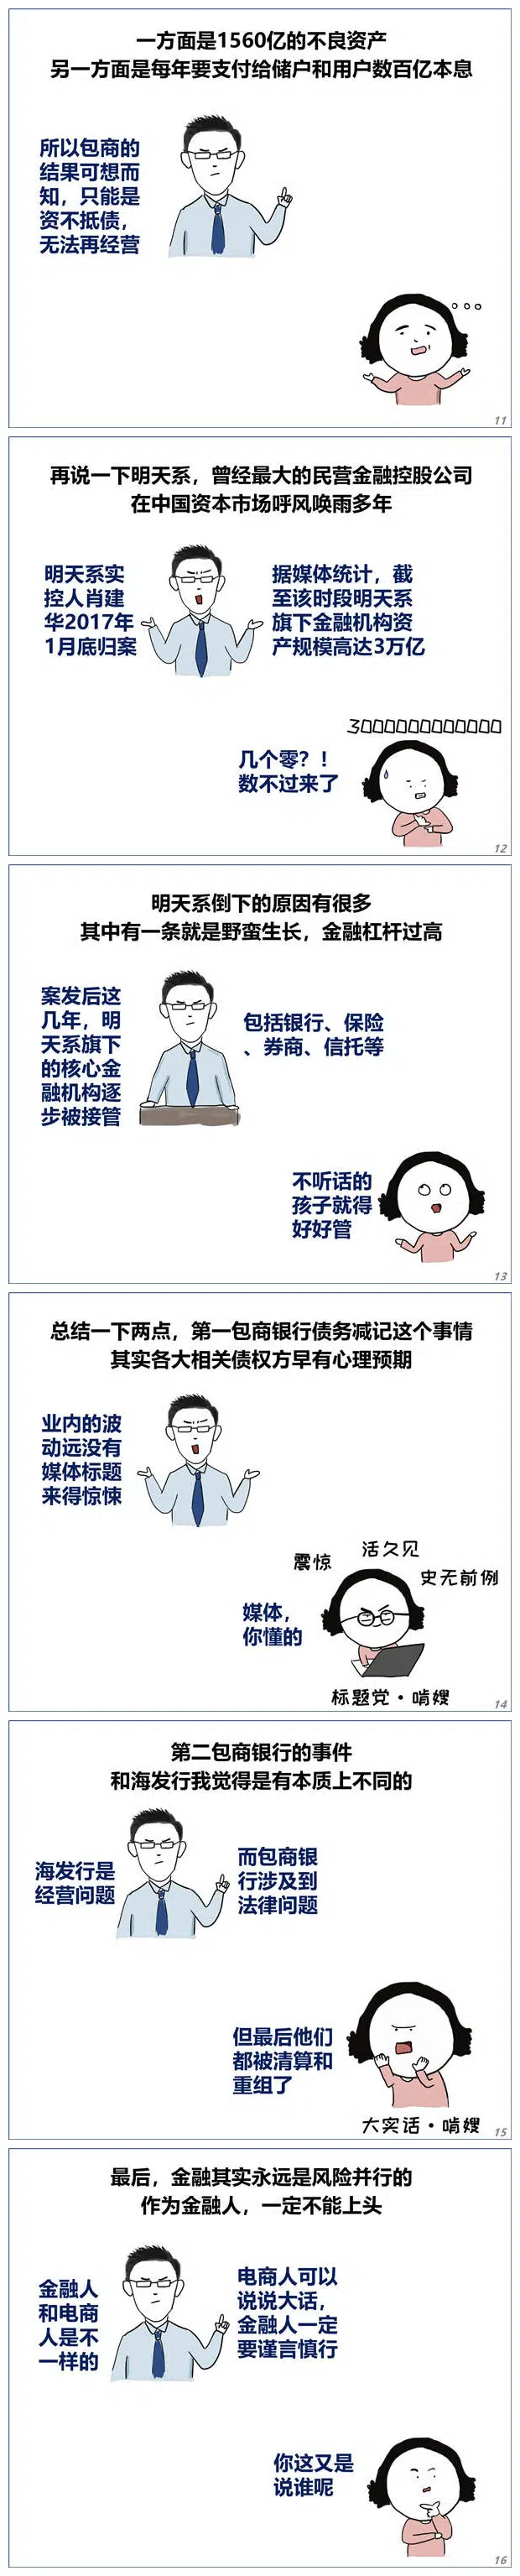 一方面是1560亿的不良资产
另一方面是每年要支付给储户和用户数百亿本息
所以包商的
结果可想而
知，只能是
资不抵债，
无法再经营
11
再说一下明天系，曾经最大的民营金融控股公司
在中国资本市场呼风唤雨多年
明天系实
控人肖建
华2017年
1月底归案
据媒体统计，截
至该时段明天系
旗下金融机构资
产规模高达3万亿
3000000000000
几个零？！
数不过来了
12
明天系倒下的原因有很多
其中有一条就是野蛮生长，金融杠杆过高
案发后这
几年，明
天系旗下
的核心金
融机构逐
步被接管
包括银行、保险
、券商、信托等
不听话的
孩子就得
好好管
13
总结一下两点，第一包商银行债务减记这个事情
其实各大相关债权方早有心理预期
业内的波
动远没有
媒体标题
来得惊悚
震惊
活久见
史无前例
媒体，
你懂的
标题党·啃嫂
14
第二包商银行的事件
和海发行我觉得是有本质上不同的
海发行是
经营问题
而包商银
行涉及到
法律问题
但最后他们
都被清算和
重组了
大实话·啃嫂
15
最后，金融其实永远是风险并行的
作为金融人，一定不能上头
金融人
和电商
人是不
一样的
电商人可以
说说大话，
金融人一定
要谨言慎行
你这又是
说谁呢
16